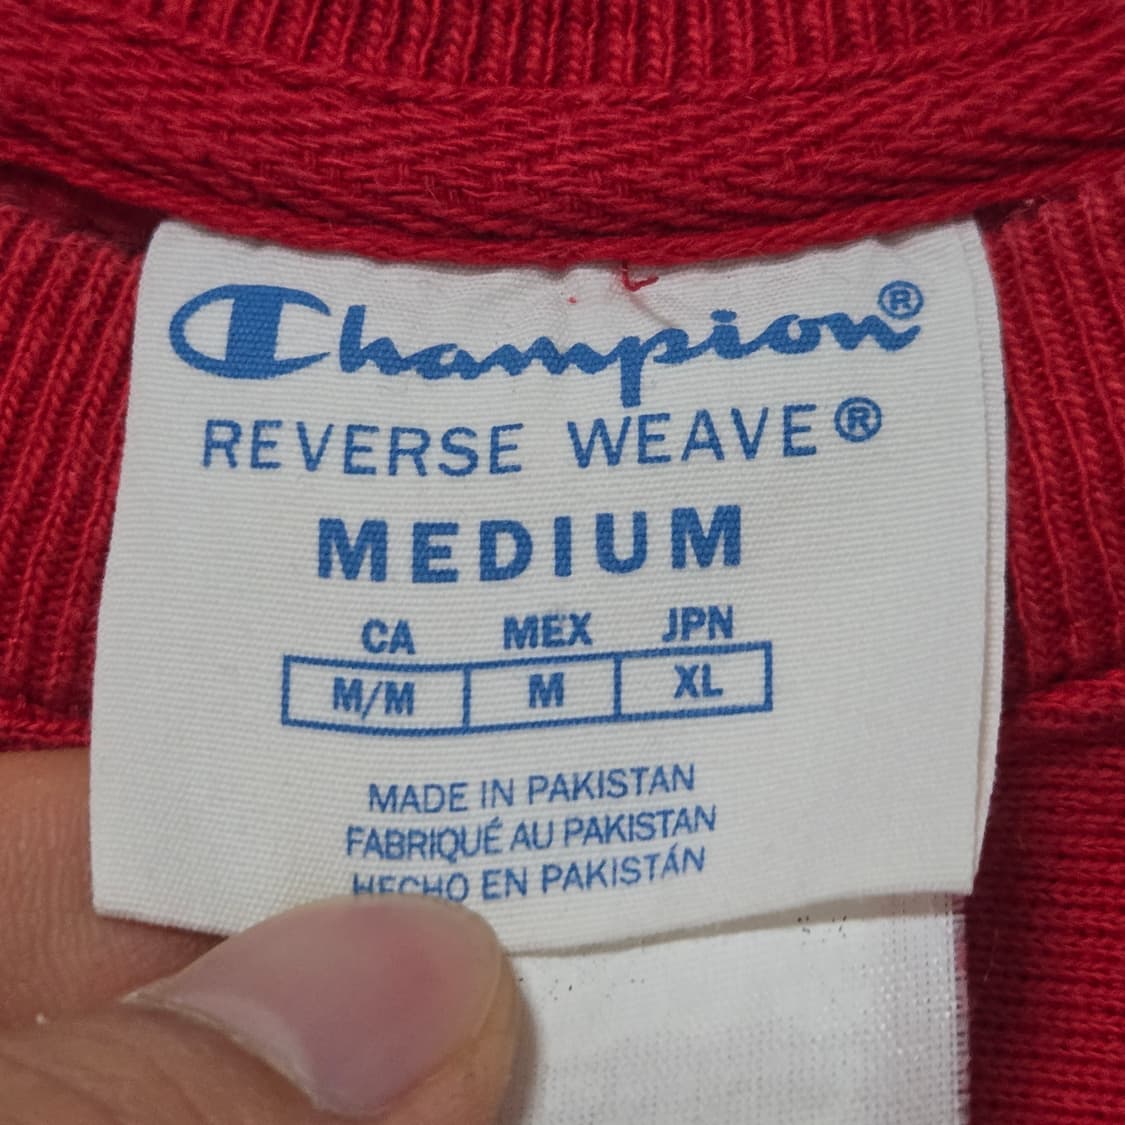 Champion®
REVERSE WEAVE®
MEDIUM
CA MEX JPN
M/M M XL
MADE IN PAKISTAN
FABRIQUÉ AU PAKISTAN
HECHO EN PAKISTÁN